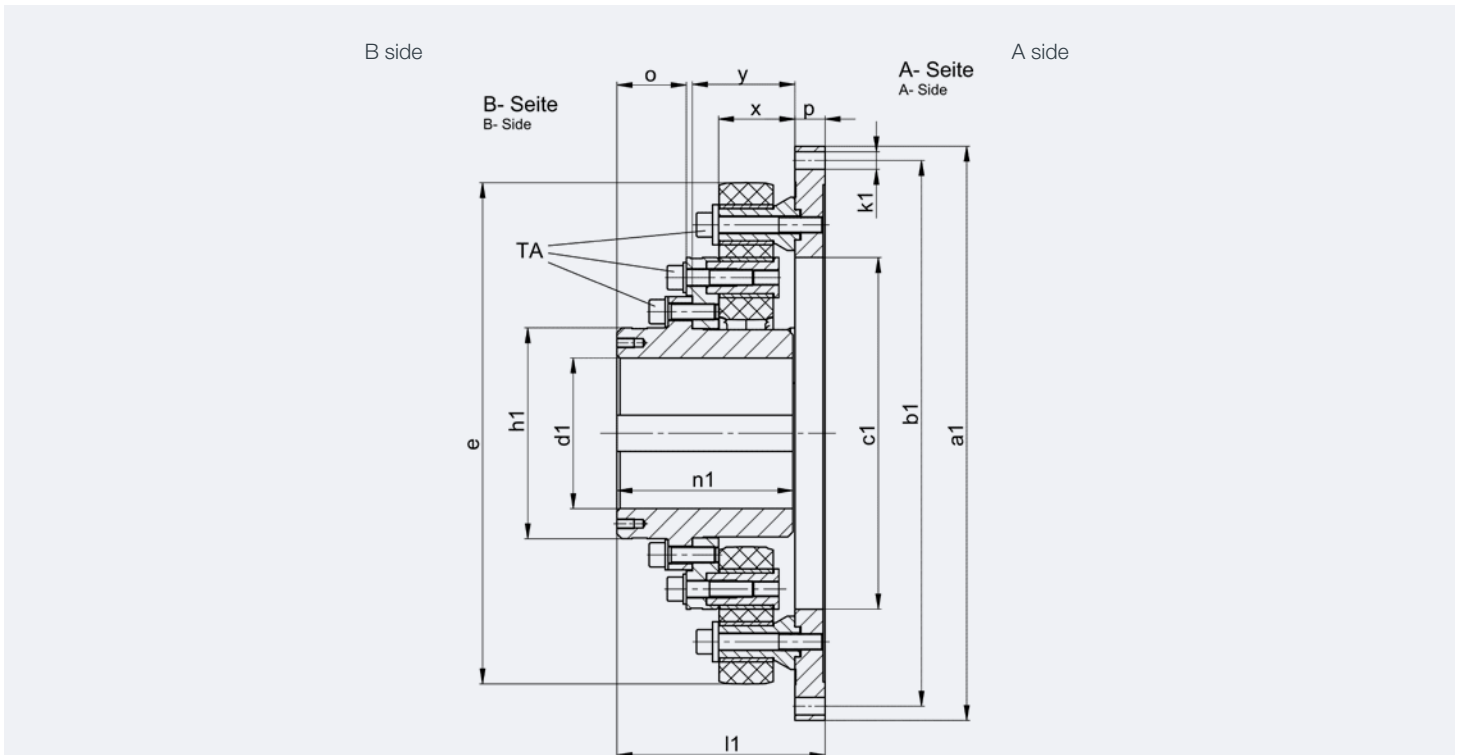 B side
A side
A- Seite
A- Side
B- Seite
B- Side
o
y
x
p
k1
TA
e
h1
d1
n1
c1
b1
a1
l1